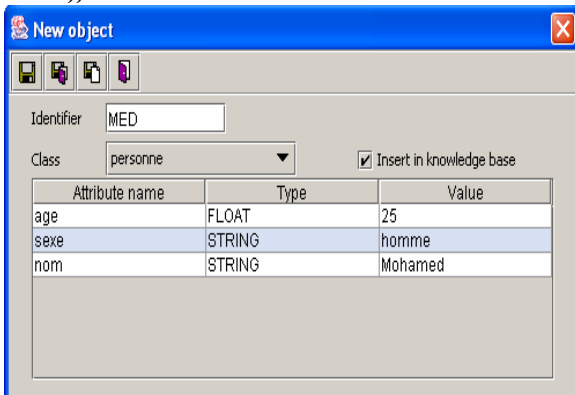 New object
Identifier MED
Class personne Insert in knowledge base
Attribute name Type Value
age FLOAT 25
sexe STRING homme
nom STRING Mohamed